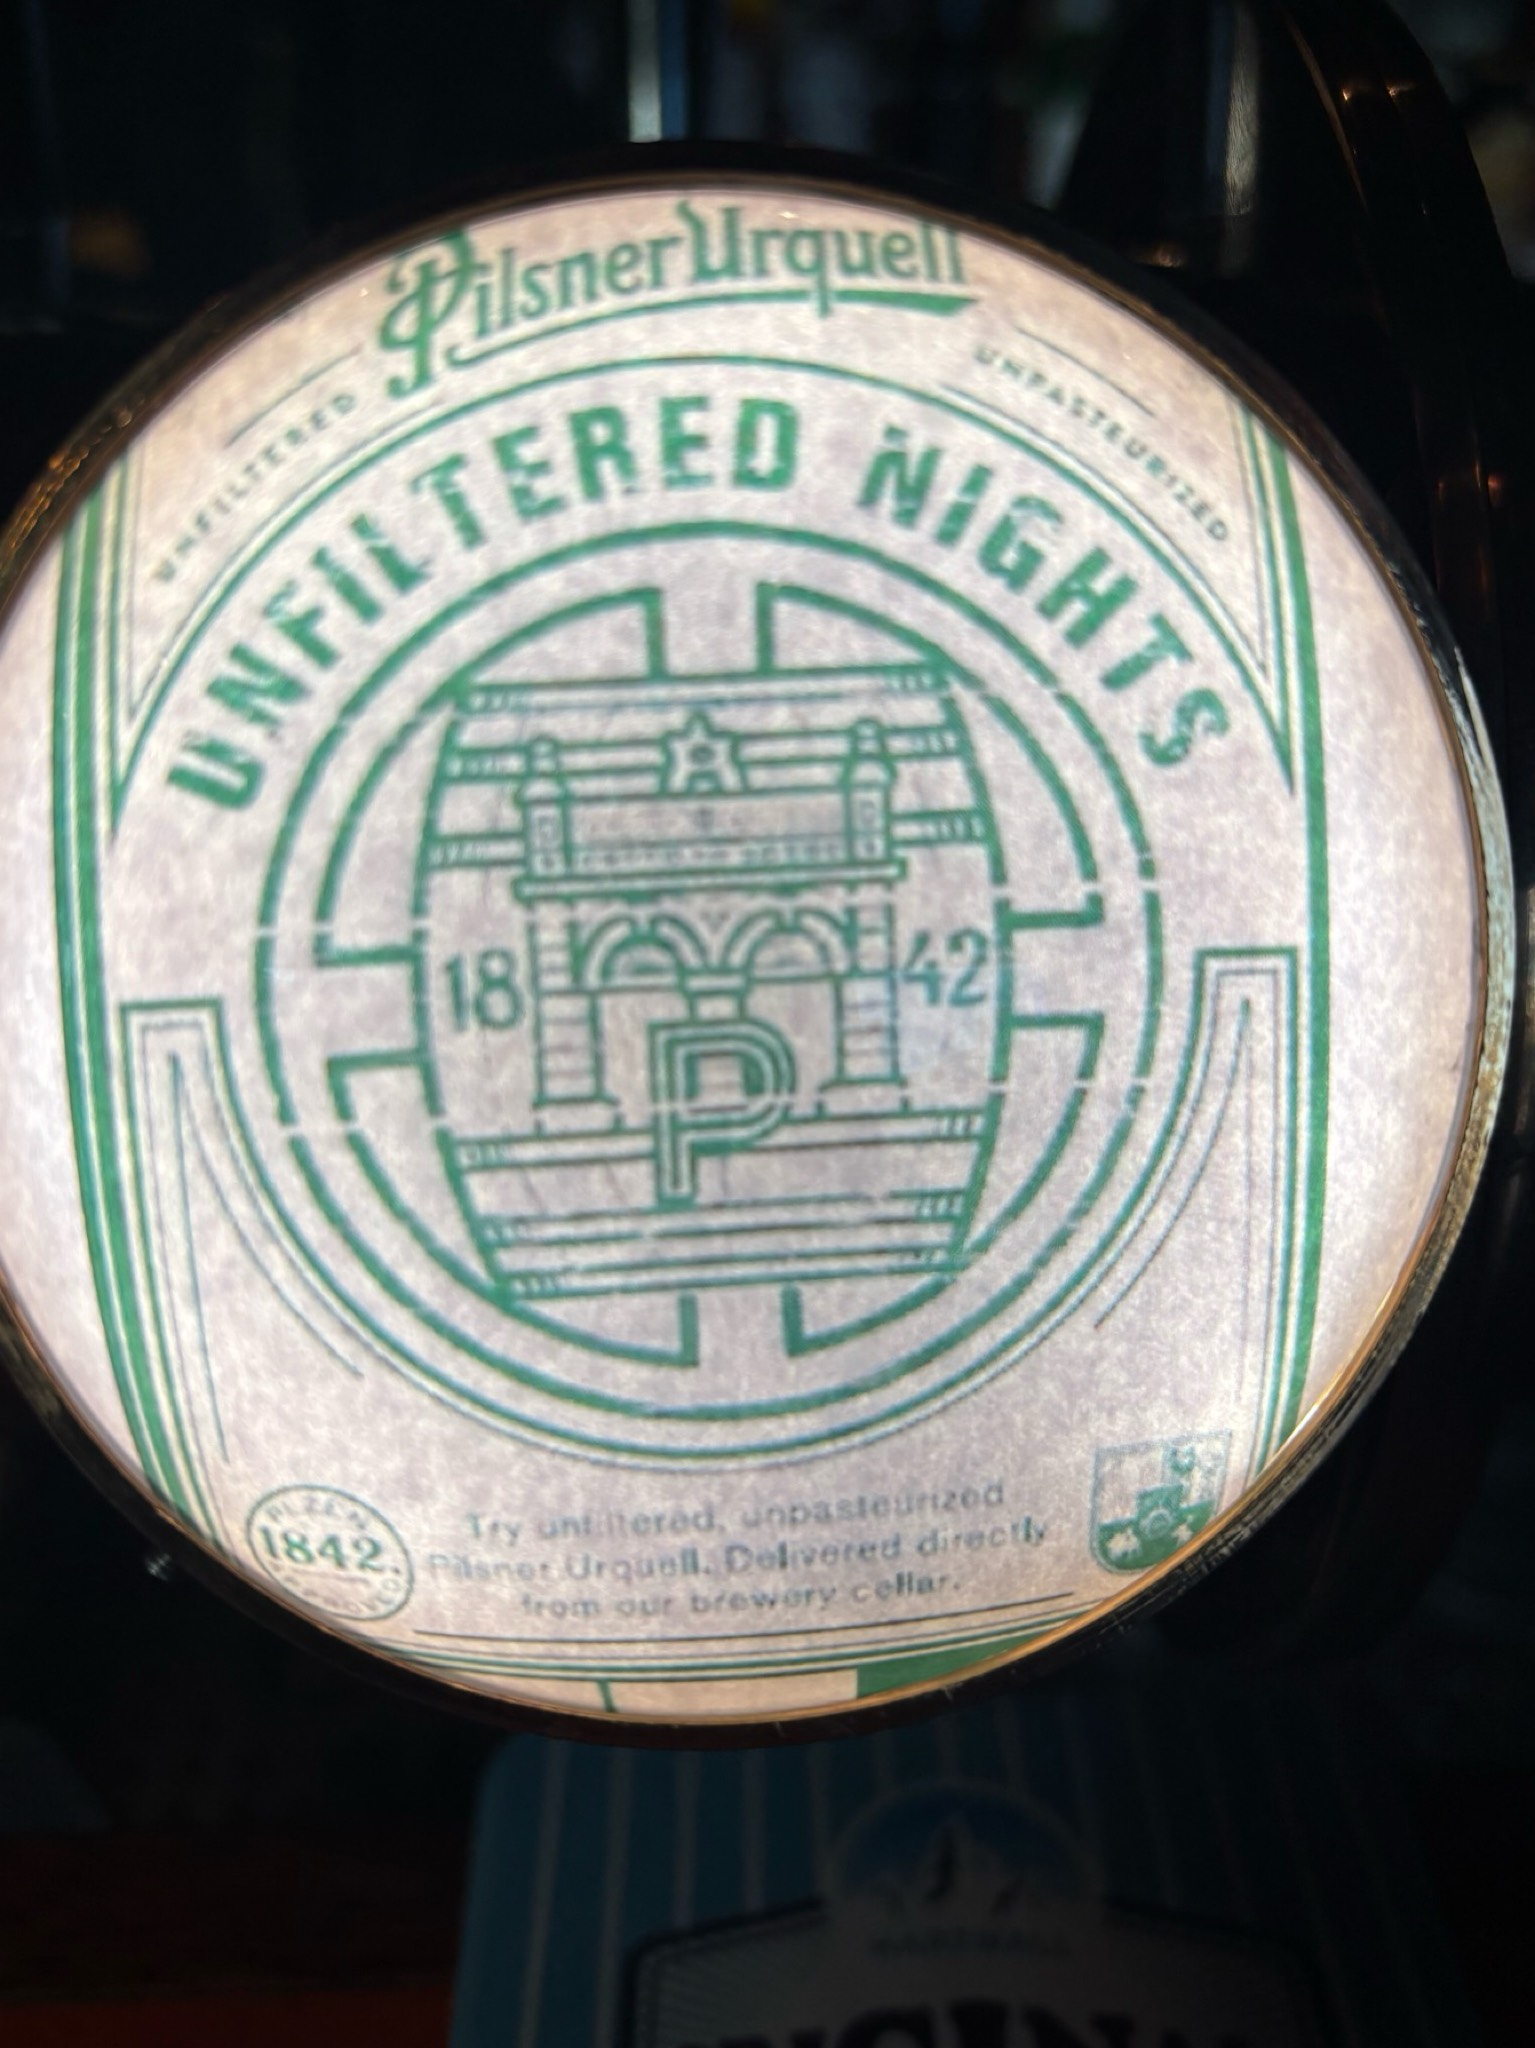 Pilsner Urquell
UNFILTERED
UNPASTEURIZED
UNFILTERED NIGHTS
18 42
P
PILZEN
1842.
Try unfiltered, unpasteurized
Pilsner Urquell. Delivered directly
from our brewery cellar.